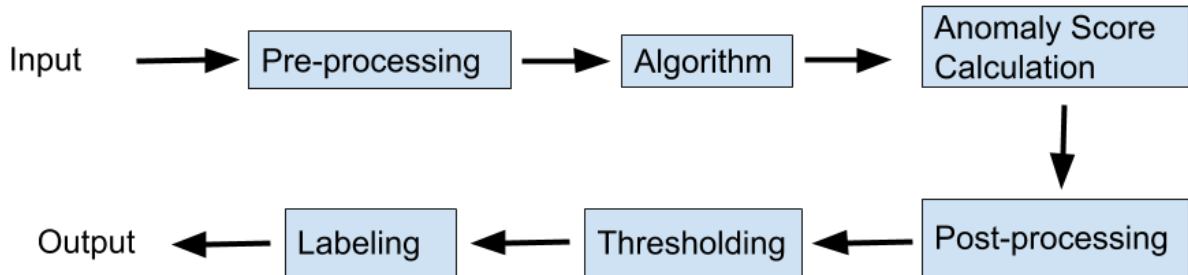 Input
Pre-processing
Algorithm
Anomaly Score
Calculation
Post-processing
Thresholding
Labeling
Output